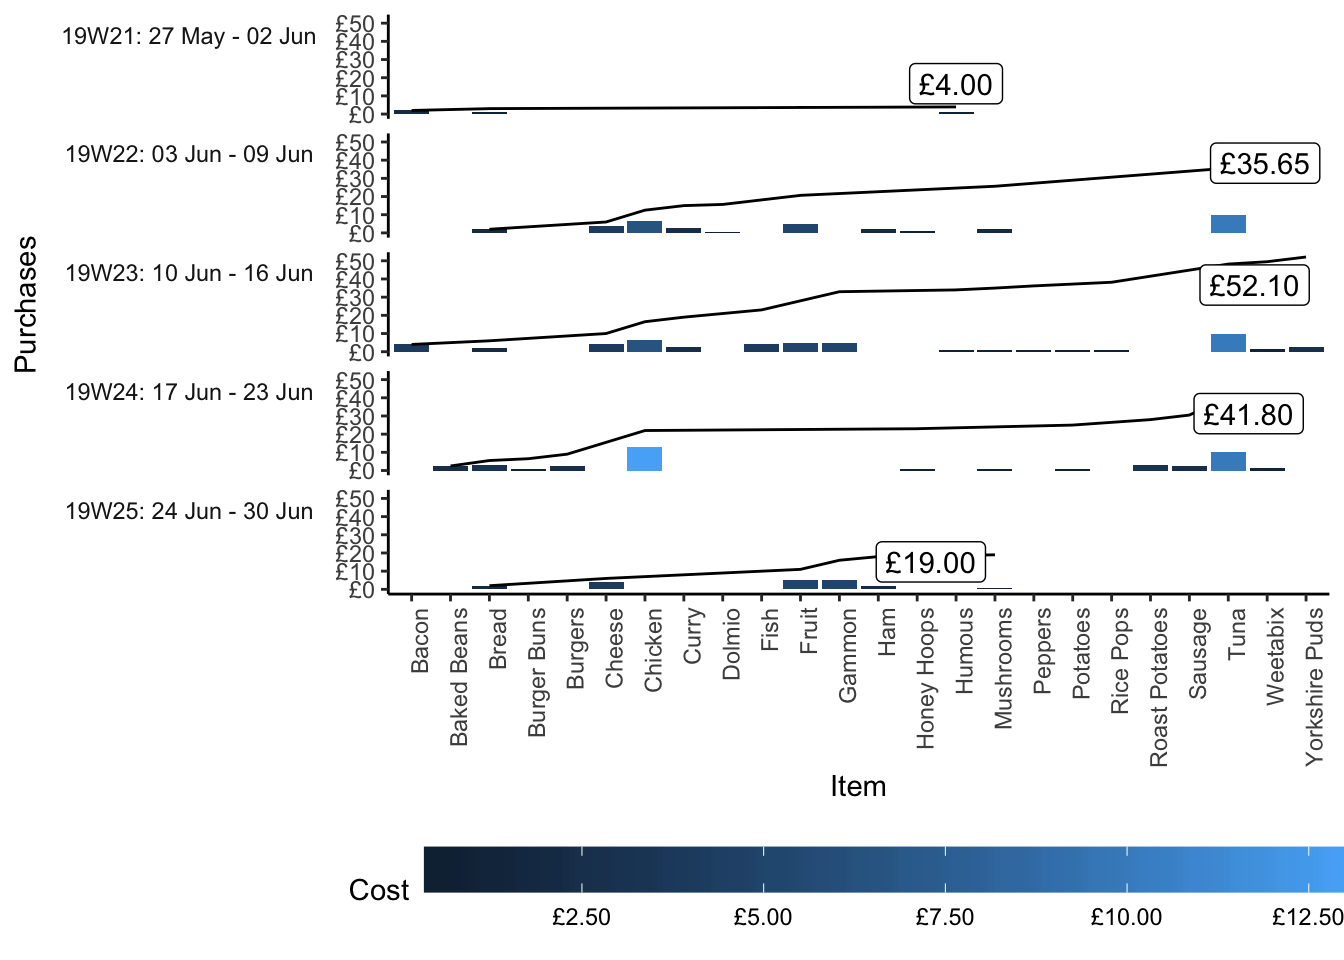 Purchases
19W21: 27 May - 02 Jun
£50
£40
£30
£20
£10
£0
£4.00
19W22: 03 Jun - 09 Jun
£50
£40
£30
£20
£10
£0
£35.65
19W23: 10 Jun - 16 Jun
£50
£40
£30
£20
£10
£0
£52.10
19W24: 17 Jun - 23 Jun
£50
£40
£30
£20
£10
£0
£41.80
19W25: 24 Jun - 30 Jun
£50
£40
£30
£20
£10
£0
£19.00
Bacon
Baked Beans
Bread
Burger Buns
Burgers
Cheese
Chicken
Curry
Dolmio
Fish
Fruit
Gammon
Ham
Honey Hoops
Humous
Mushrooms
Peppers
Potatoes
Rice Pops
Roast Potatoes
Sausage
Tuna
Weetabix
Yorkshire Puds
Item
Cost
£2.50
£5.00
£7.50
£10.00
£12.50